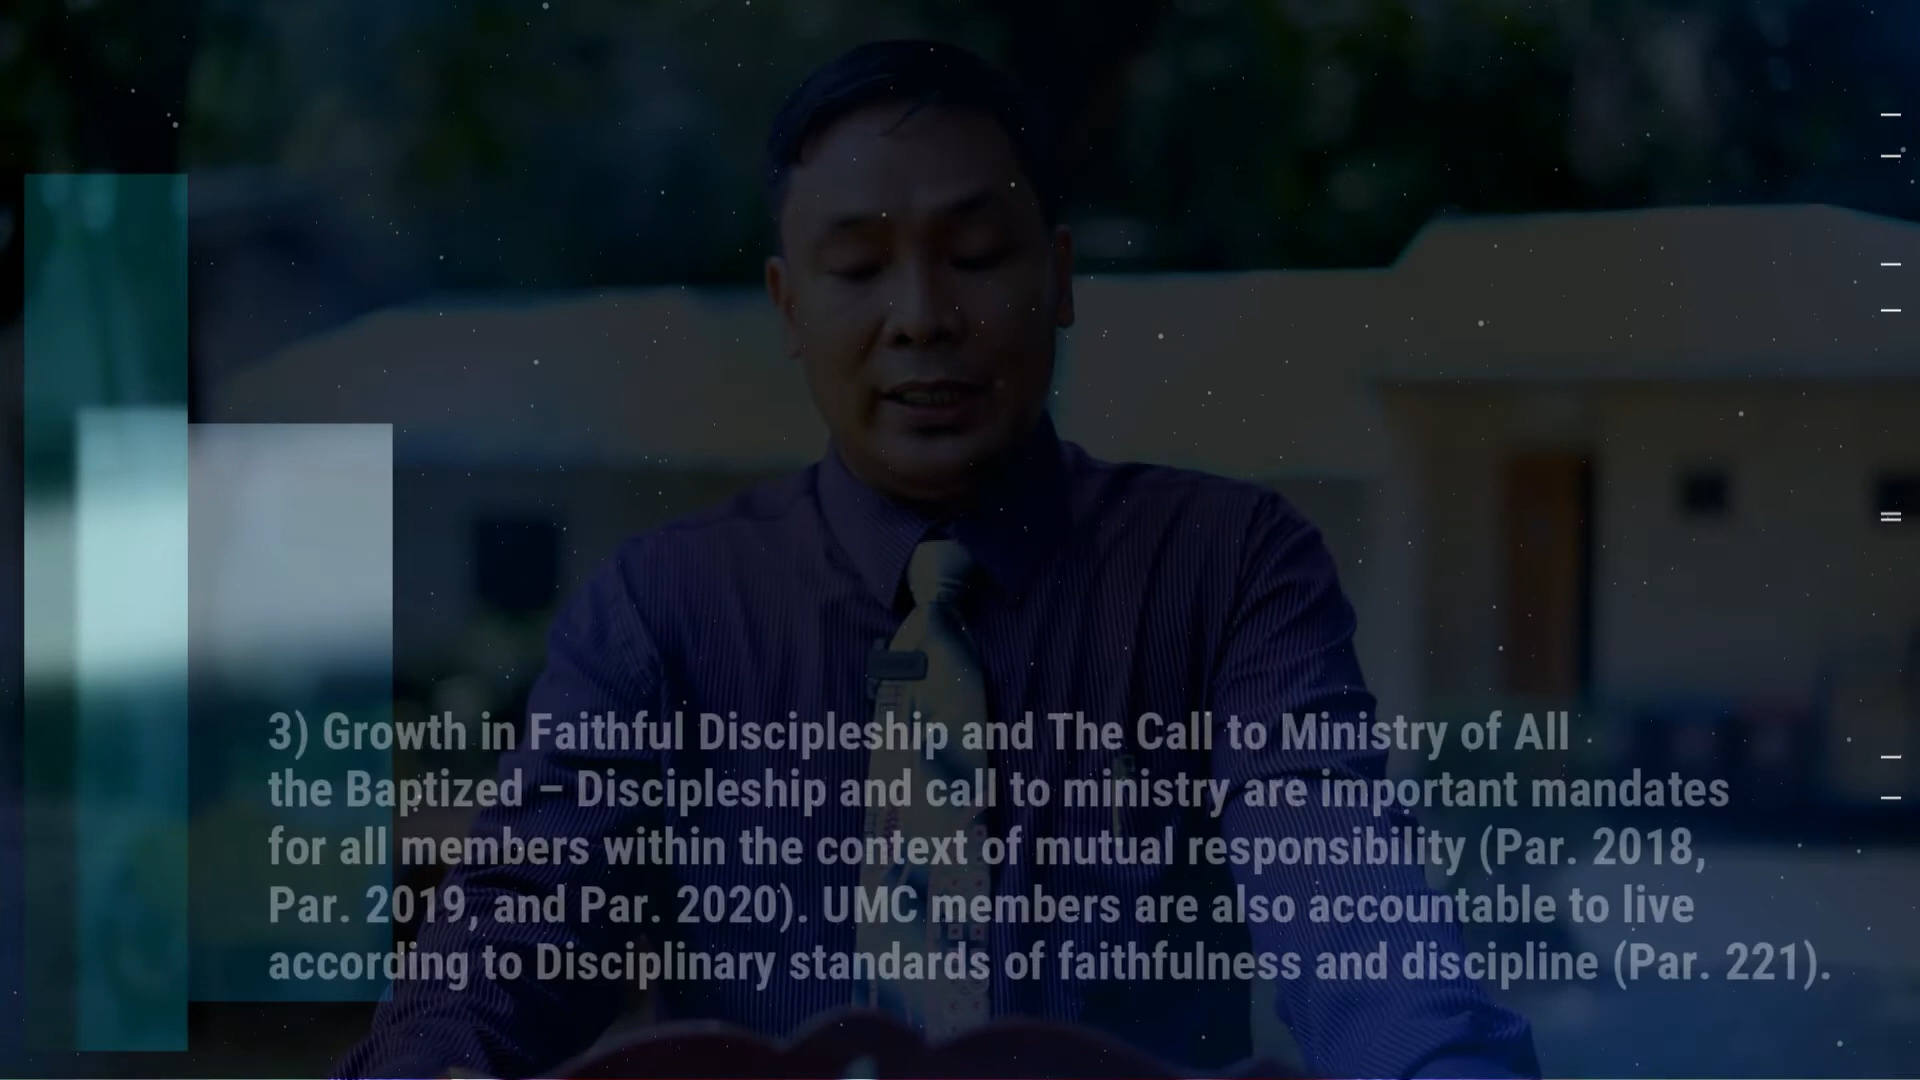 3) Growth in Faithful Discipleship and The Call to Ministry of All
the Baptized – Discipleship and call to ministry are important mandates
for all members within the context of mutual responsibility (Par. 2018,
Par. 2019, and Par. 2020). UMC members are also accountable to live
according to Disciplinary standards of faithfulness and discipline (Par. 221).